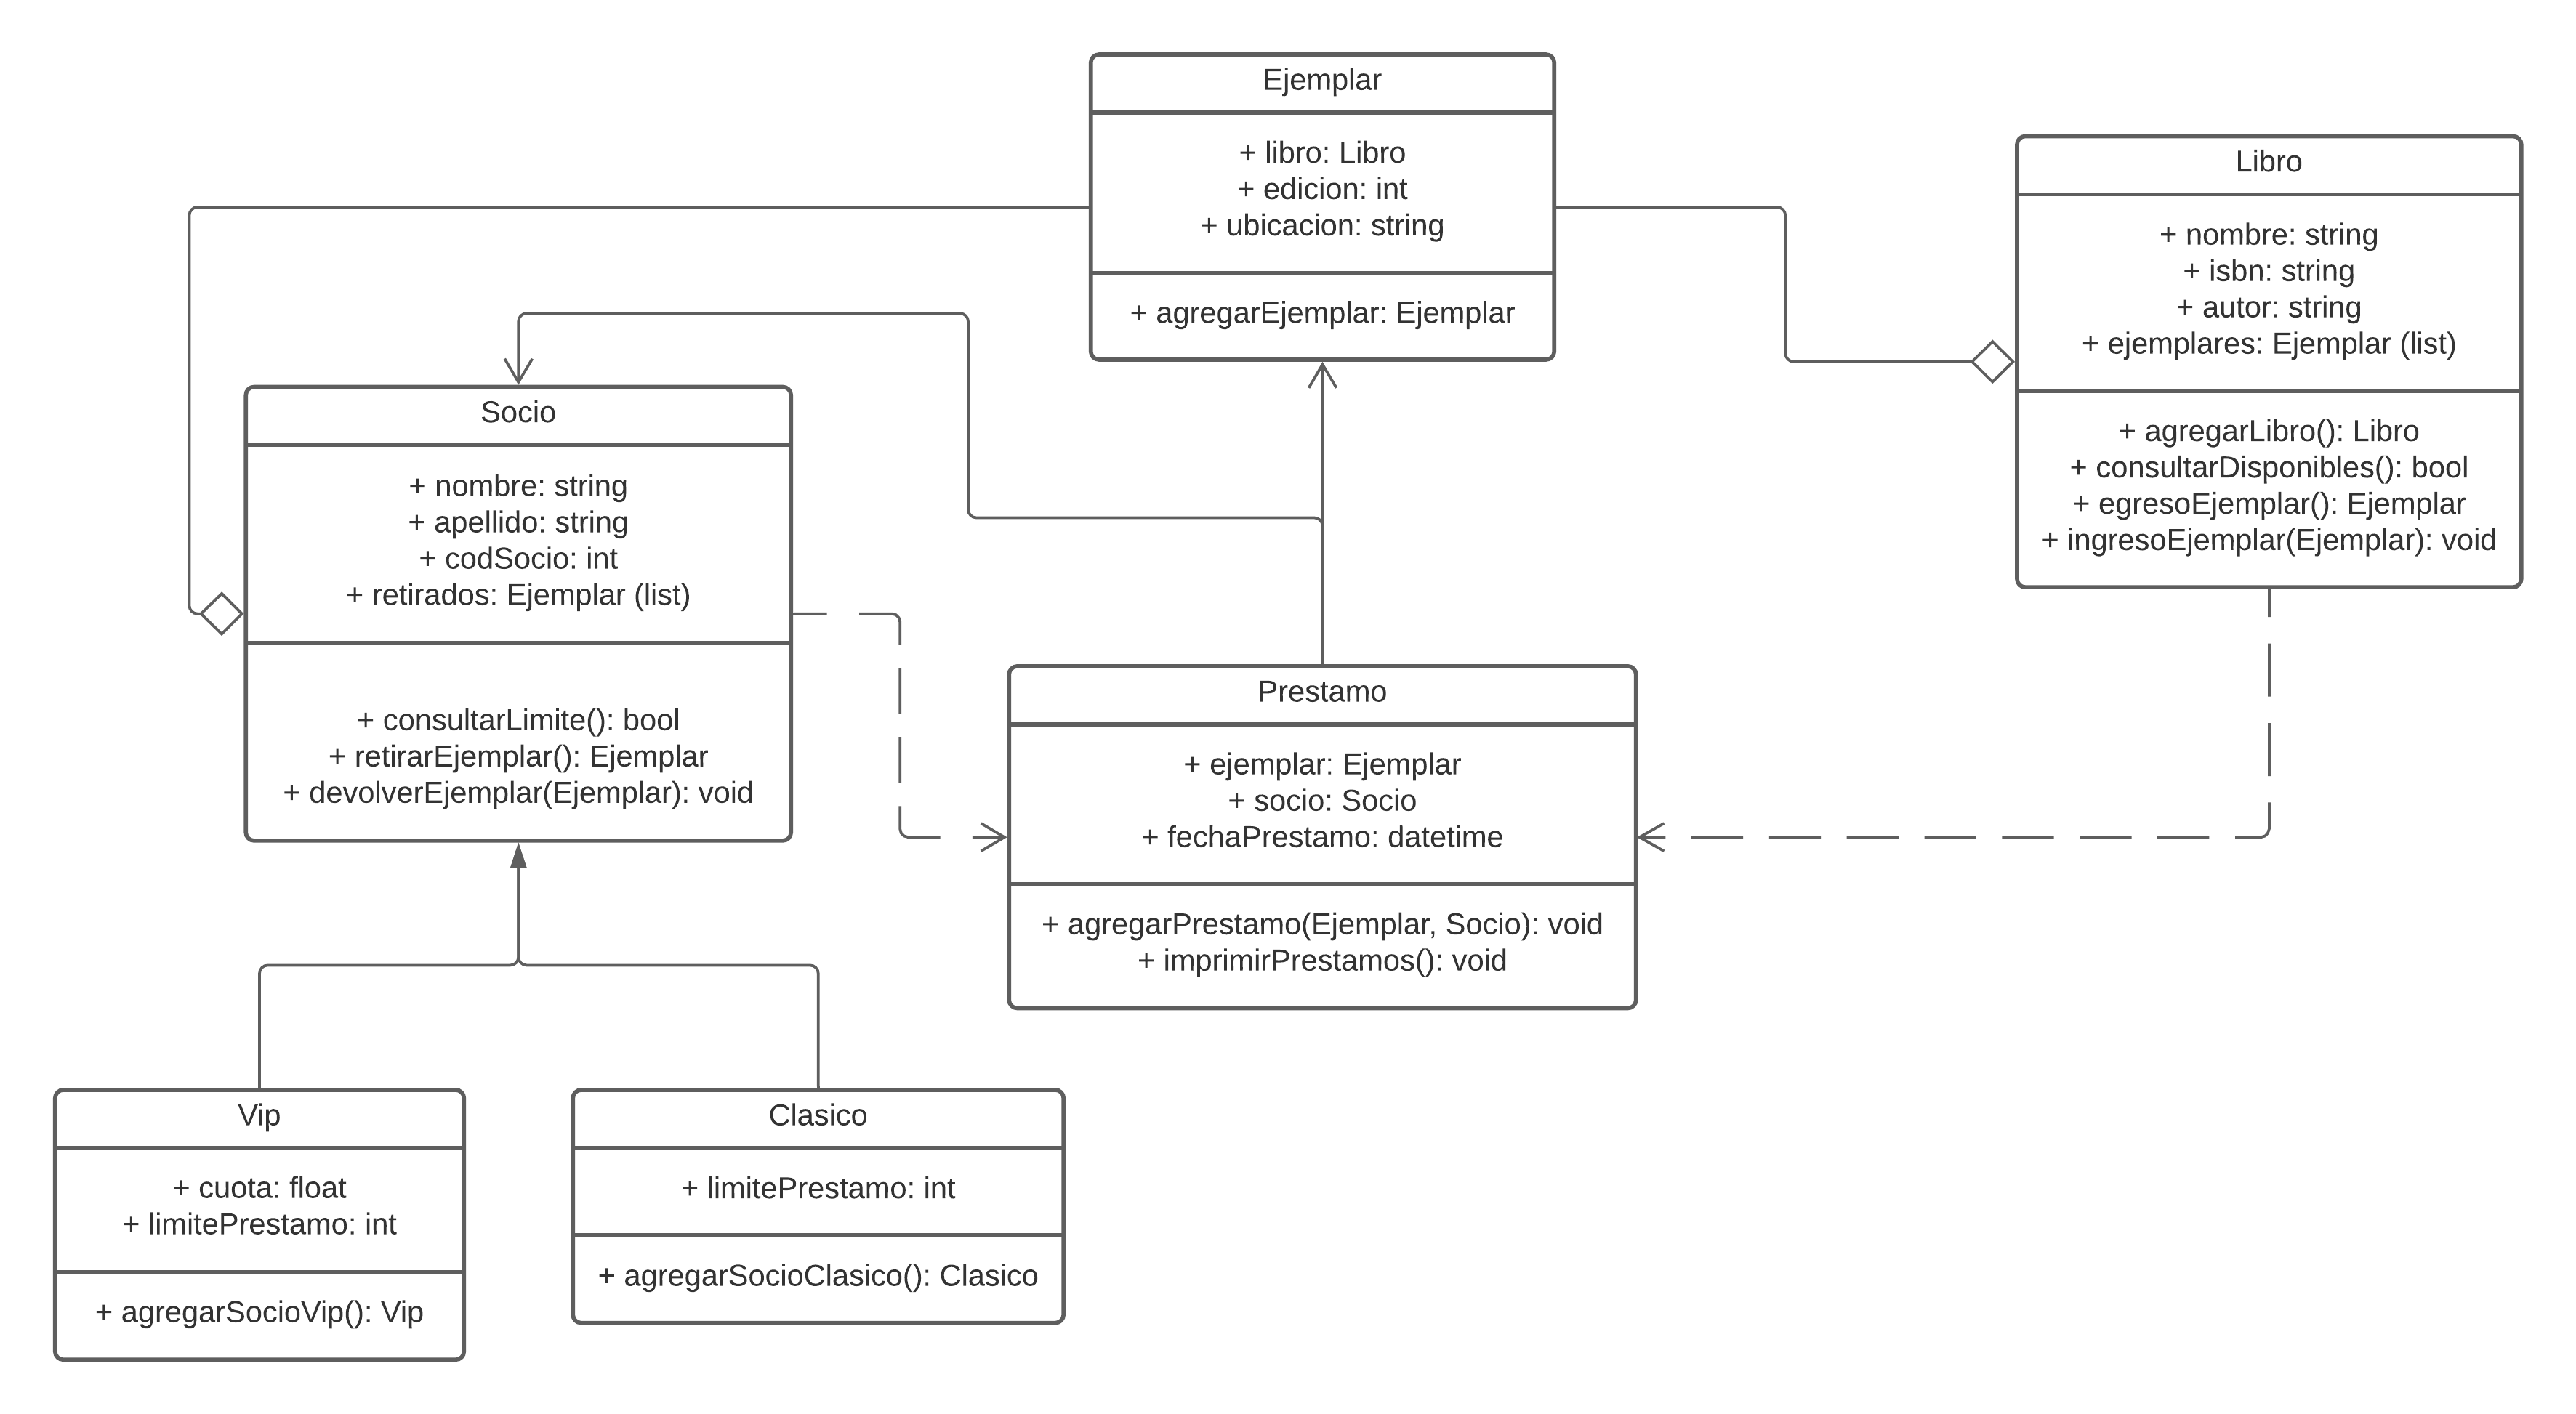 Ejemplar
+ libro: Libro
+ edicion: int
+ ubicacion: string
+ agregarEjemplar: Ejemplar
Libro
+ nombre: string
+ isbn: string
+ autor: string
+ ejemplares: Ejemplar (list)
+ agregarLibro(): Libro
+ consultarDisponibles(): bool
+ egresoEjemplar(): Ejemplar
+ ingresoEjemplar(Ejemplar): void
Socio
+ nombre: string
+ apellido: string
+ codSocio: int
+ retirados: Ejemplar (list)
+ consultarLimite(): bool
+ retirarEjemplar(): Ejemplar
+ devolverEjemplar(Ejemplar): void
Prestamo
+ ejemplar: Ejemplar
+ socio: Socio
+ fechaPrestamo: datetime
+ agregarPrestamo(Ejemplar, Socio): void
+ imprimirPrestamos(): void
Vip
+ cuota: float
+ limitePrestamo: int
+ agregarSocioVip(): Vip
Clasico
+ limitePrestamo: int
+ agregarSocioClasico(): Clasico